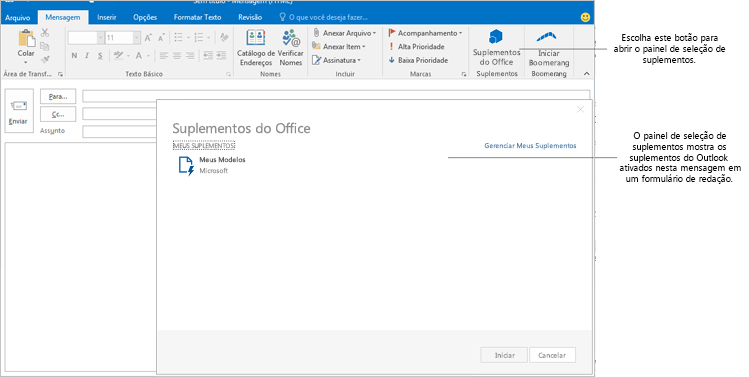 Sem título - Mensagem (HTML)
Arquivo Mensagem Inserir Opções Formatar Texto Revisão O que você deseja fazer...
Colar
11
N I S
Catálogo de Endereços
Verificar Nomes
Anexar Arquivo
Anexar Item
Assinatura
Acompanhamento
Alta Prioridade
Baixa Prioridade
Suplementos do Office
Iniciar Boomerang
Área de Transf... Texto Básico Nomes Incluir Marcas Suplementos Boomerang
Enviar
Para...
Cc...
Assunto
Suplementos do Office
MEUS SUPLEMENTOS
Gerenciar Meus Suplementos
Meus Modelos
Microsoft
Iniciar Cancelar
Escolha este botão para
abrir o painel de seleção de
suplementos.
O painel de seleção de
suplementos mostra os
suplementos do Outlook
ativados nesta mensagem em
um formulário de redação.